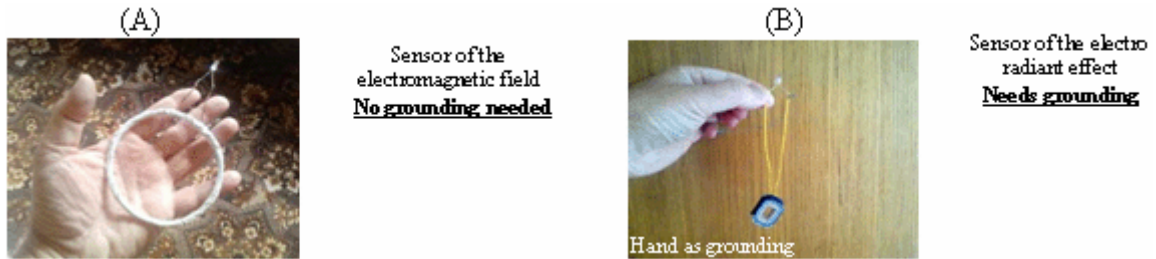 (A)
Sensor of the
electromagnetic field
No grounding needed
(B)
Sensor of the electro
radiant effect
Needs grounding
Hand as grounding